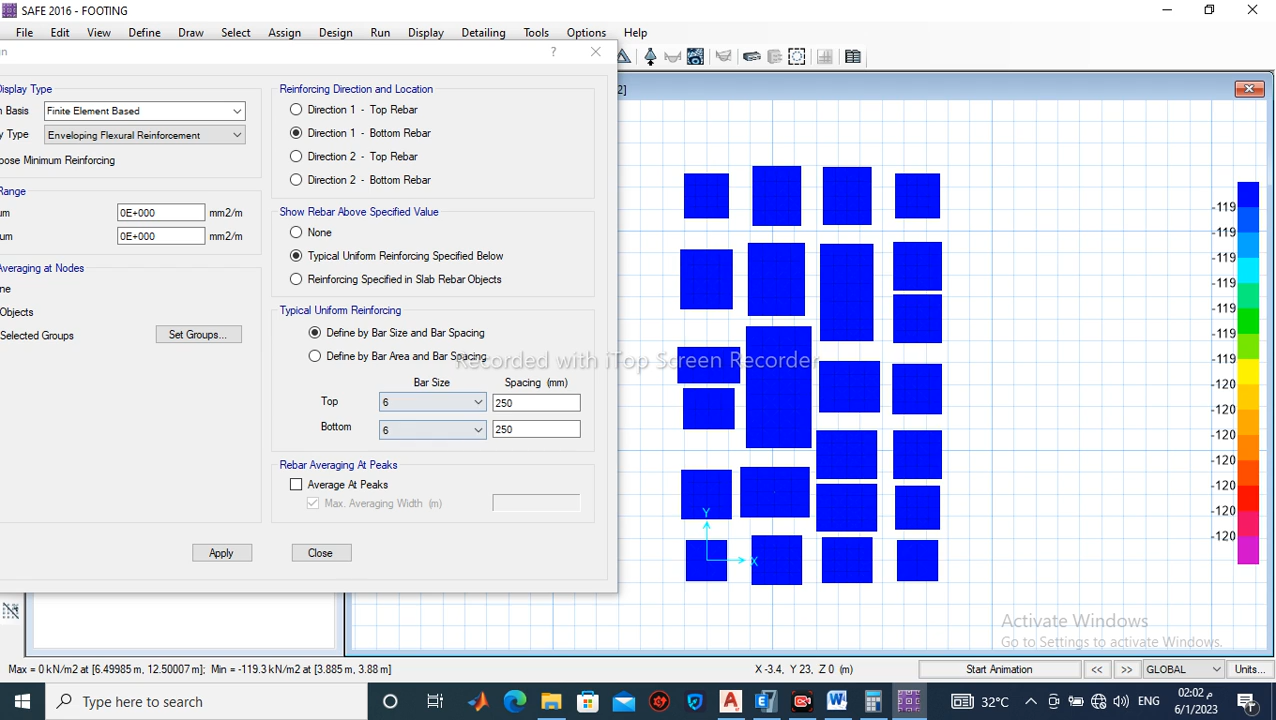 SAFE 2016 - FOOTING
File Edit View Define Draw Select Assign Design Run Display Detailing Tools Options Help
Display Type
Basis Finite Element Based
Type Enveloping Flexural Reinforcement
Minimum Reinforcing
Range
0E+000 mm2/m
0E+000 mm2/m
Averaging at Nodes
Objects
Selected Groups Set Groups...
Reinforcing Direction and Location
Direction 1 - Top Rebar
Direction 1 - Bottom Rebar
Direction 2 - Top Rebar
Direction 2 - Bottom Rebar
Show Rebar Above Specified Value
None
Typical Uniform Reinforcing Specified Below
Reinforcing Specified in Slab Rebar Objects
Typical Uniform Reinforcing
Define by Bar Size and Bar Spacing
Define by Bar Area and Bar Spacing
Bar Size Spacing (mm)
Top 6 250
Bottom 6 250
Rebar Averaging At Peaks
Average At Peaks
Max. Averaging Width (m)
Apply Close
Recorded with iTop Screen Recorder
2]
Y
X
-119
-119
-119
-119
-119
-119
-119
-120
-120
-120
-120
-120
-120
-120
Activate Windows
Go to Settings to activate Windows.
Max = 0 kN/m2 at [6.49985 m, 12.50007 m]; Min = -119.3 kN/m2 at [3.885 m, 3.88 m]
X -3.4, Y 23, Z 0 (m)
Start Animation << >> GLOBAL Units...
Type here to search
32°C
ENG
02:02 م
6/1/2023